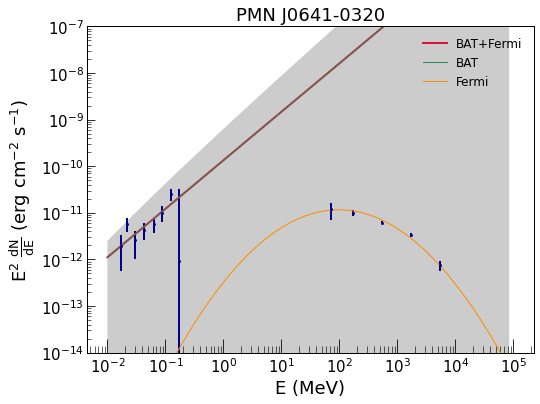 PMN J0641-0320
BAT+Fermi
BAT
Fermi
E² dN/dE (erg cm⁻² s⁻¹)
10⁻⁷
10⁻⁸
10⁻⁹
10⁻¹⁰
10⁻¹¹
10⁻¹²
10⁻¹³
10⁻¹⁴
10⁻² 10⁻¹ 10⁰ 10¹ 10² 10³ 10⁴ 10⁵
E (MeV)